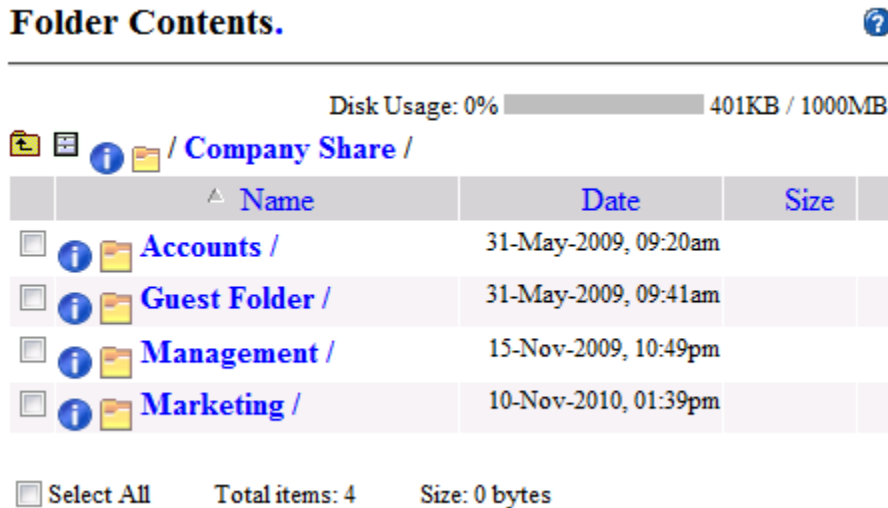 Folder Contents.
Disk Usage: 0% 401KB / 1000MB
/ Company Share /
Name Date Size
Accounts / 31-May-2009, 09:20am
Guest Folder / 31-May-2009, 09:41am
Management / 15-Nov-2009, 10:49pm
Marketing / 10-Nov-2010, 01:39pm
Select All Total items: 4 Size: 0 bytes